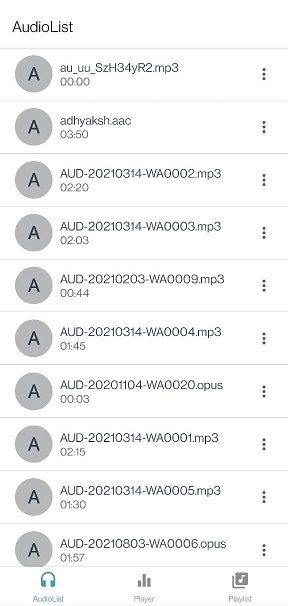 AudioList
A
au_uu_SzH34yR2.mp3
00:00
A
adhyaksh.aac
03:50
A
AUD-20210314-WA0002.mp3
02:20
A
AUD-20210314-WA0003.mp3
02:03
A
AUD-20210203-WA0009.mp3
00:44
A
AUD-20210314-WA0004.mp3
01:45
A
AUD-20201104-WA0020.opus
00:03
A
AUD-20210314-WA0001.mp3
02:15
A
AUD-20210314-WA0005.mp3
01:30
A
AUD-20210803-WA0006.opus
01:57
AudioList Player Playlist